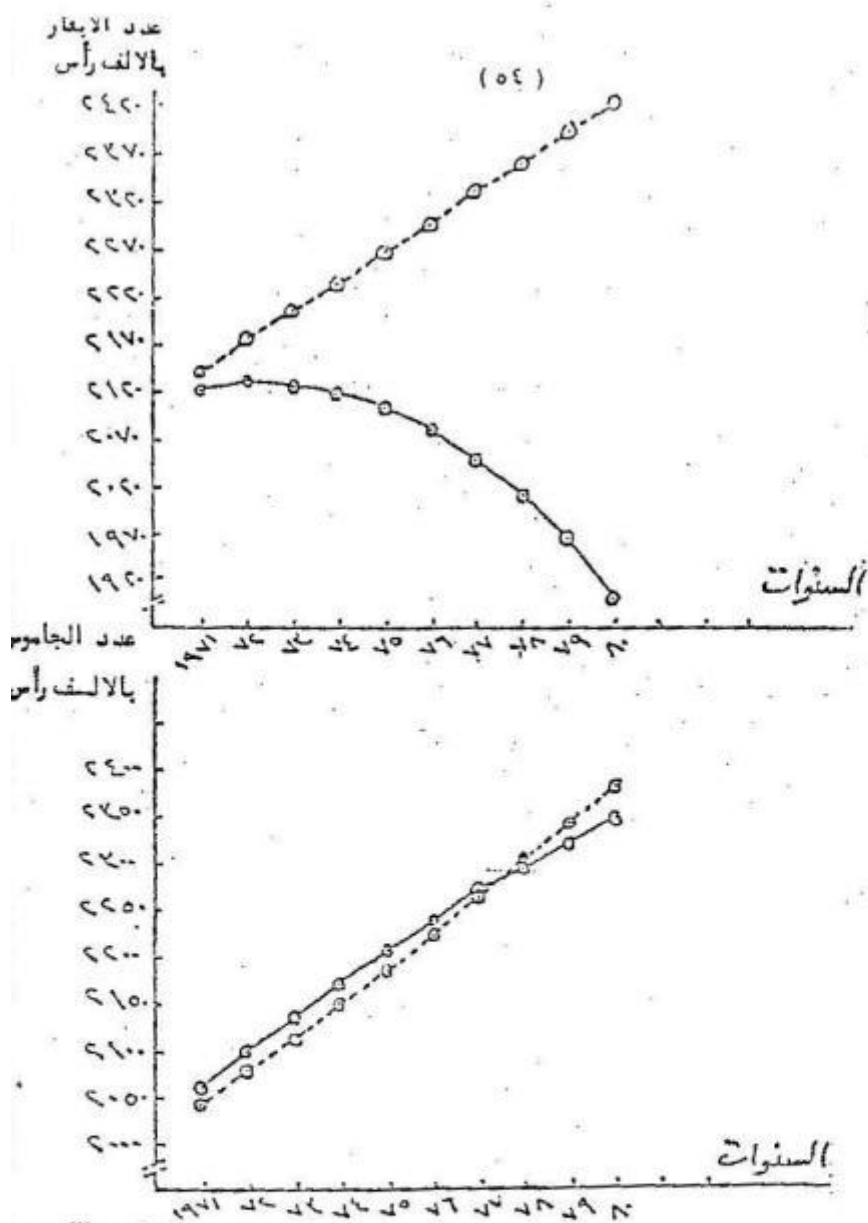 عدد الابقار
بالالف رأس
(٥٤)
٢٤٢٠
٢٣٧٠
٢٣٢٠
٢٢٧٠
٢٢٢٠
٢١٧٠
٢١٢٠
٢٠٧٠
٢٠٢٠
١٩٧٠
١٩٢٠
السنوات
١٩٧١ ٧٢ ٧٣ ٧٤ ٧٥ ٧٦ ٧٧ ٧٨ ٧٩ ٨٠
عدد الجاموس
بالالف رأس
٢٤٠٠
٢٣٥٠
٢٣٠٠
٢٢٥٠
٢٢٠٠
٢١٥٠
٢١٠٠
٢٠٥٠
٢٠٠٠
السنوات
١٩٧١ ٧٢ ٧٣ ٧٤ ٧٥ ٧٦ ٧٧ ٧٨ ٧٩ ٨٠